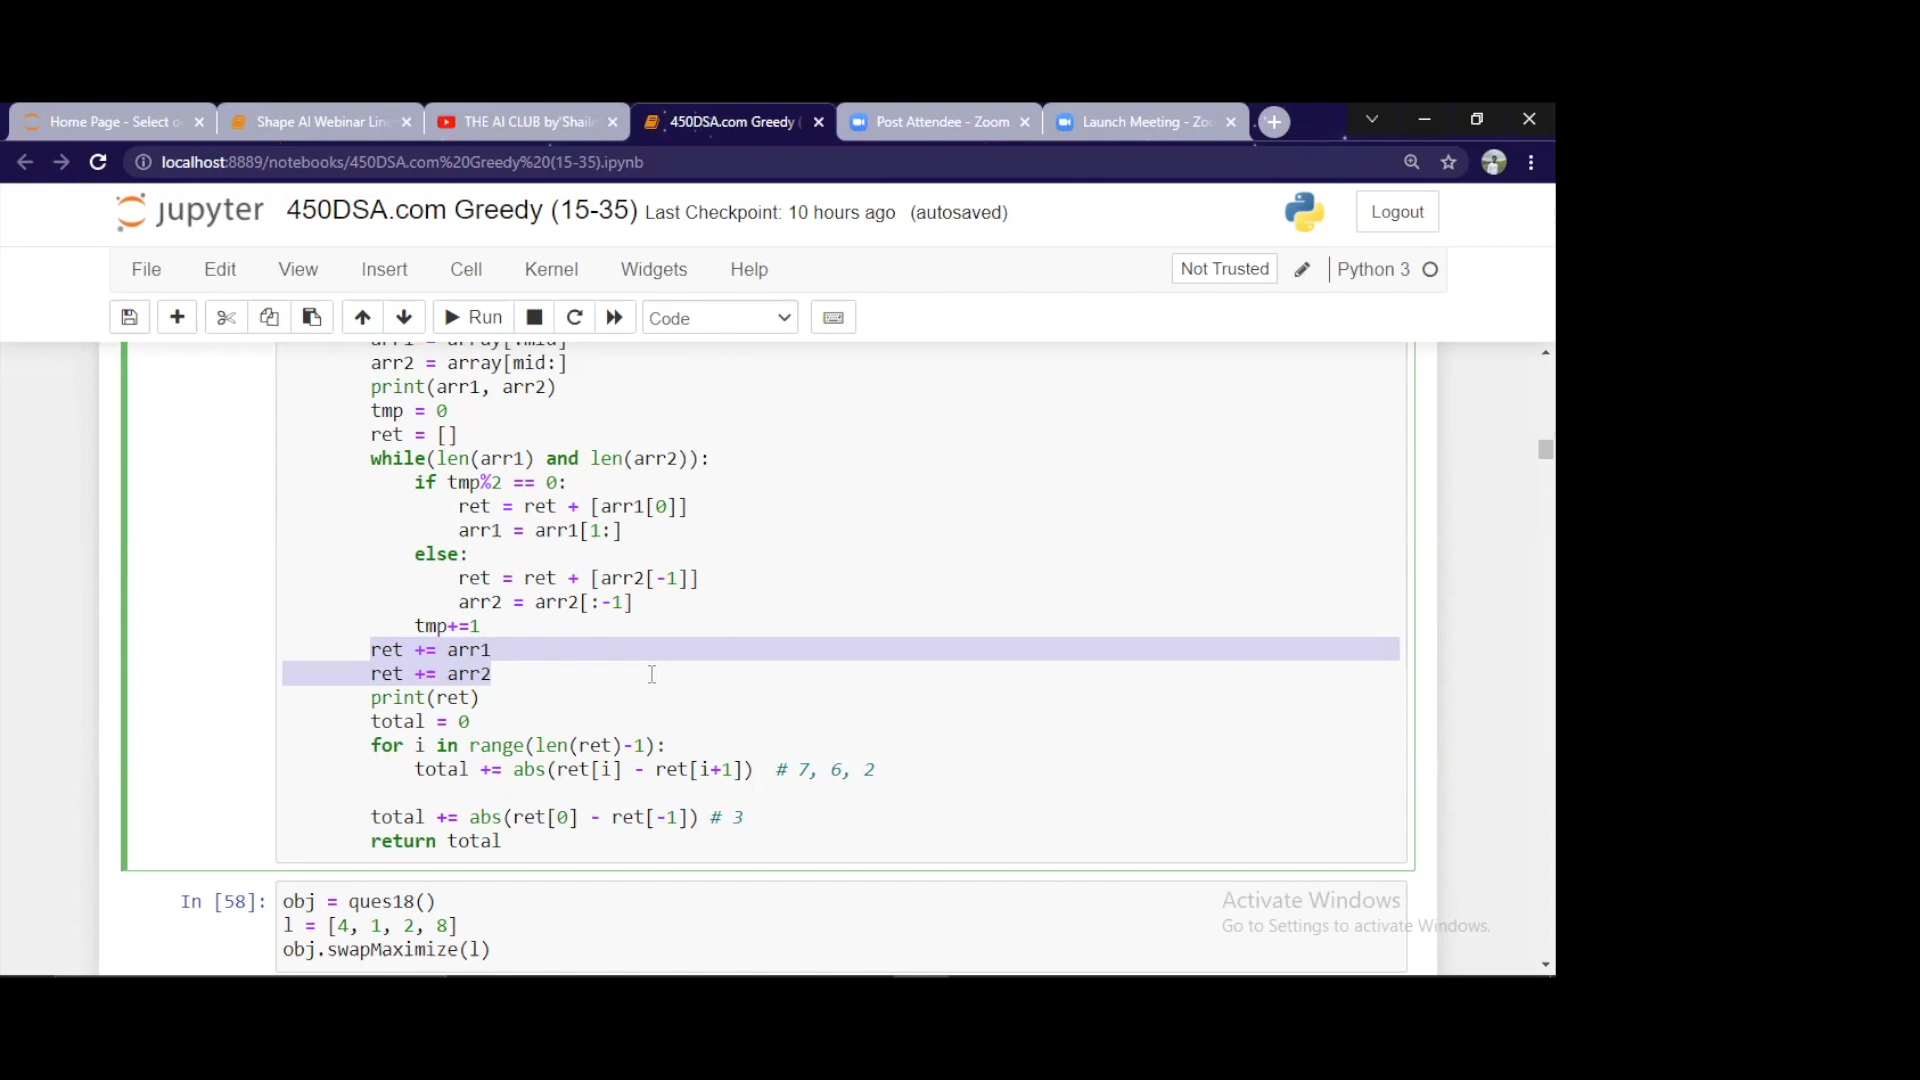 Home Page - Select o
Shape AI Webinar Lin
THE AI CLUB by Shail
450DSA.com Greedy (
Post Attendee - Zoom
Launch Meeting - Zoo
localhost:8889/notebooks/450DSA.com%20Greedy%20(15-35).ipynb
jupyter 450DSA.com Greedy (15-35) Last Checkpoint: 10 hours ago (autosaved)
Logout
File Edit View Insert Cell Kernel Widgets Help
Not Trusted
Python 3
Run
Code
arr1 = array[:mid]
arr2 = array[mid:]
print(arr1, arr2)
tmp = 0
ret = []
while(len(arr1) and len(arr2)):
if tmp%2 == 0:
ret = ret + [arr1[0]]
arr1 = arr1[1:]
else:
ret = ret + [arr2[-1]]
arr2 = arr2[:-1]
tmp+=1
ret += arr1
ret += arr2
print(ret)
total = 0
for i in range(len(ret)-1):
total += abs(ret[i] - ret[i+1]) # 7, 6, 2
total += abs(ret[0] - ret[-1]) # 3
return total
In [58]:
obj = ques18()
l = [4, 1, 2, 8]
obj.swapMaximize(l)
Activate Windows
Go to Settings to activate Windows.